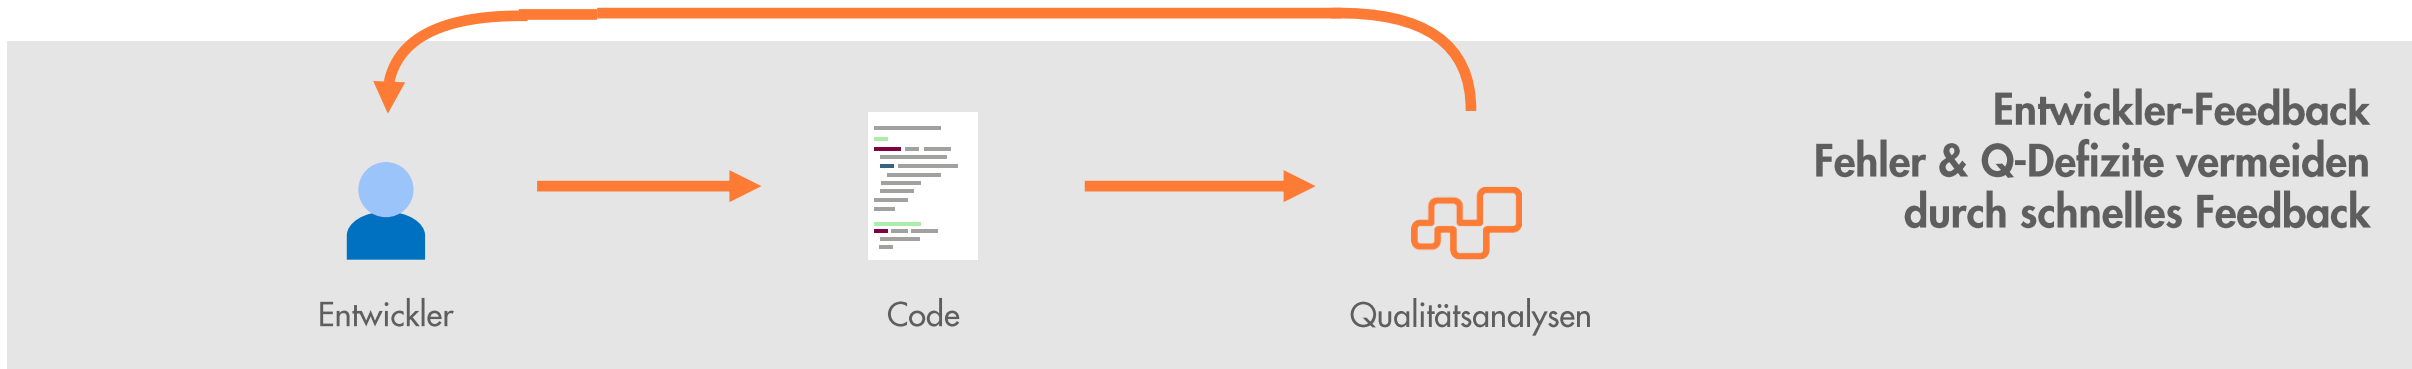 Entwickler-Feedback
Fehler & Q-Defizite vermeiden
durch schnelles Feedback
Entwickler
Code
Qualitätsanalysen